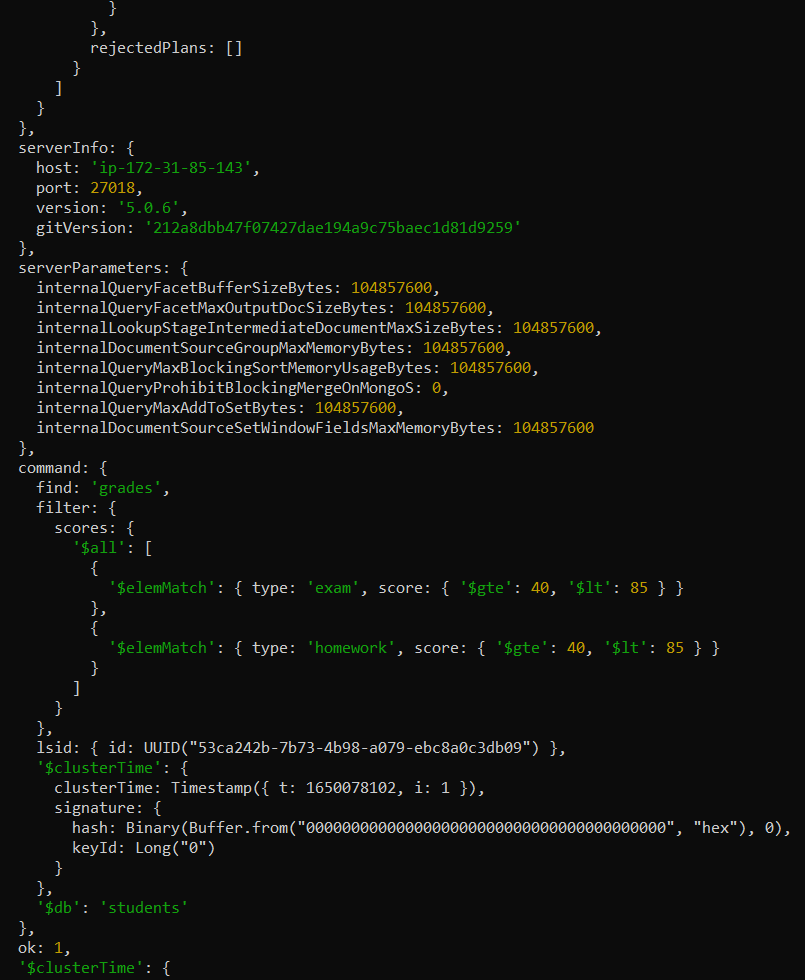 }
},
rejectedPlans: []
}
]
}
},
serverInfo: {
host: 'ip-172-31-85-143',
port: 27018,
version: '5.0.6',
gitVersion: '212a8dbb47f07427dae194a9c75baec1d81d9259'
},
serverParameters: {
internalQueryFacetBufferSizeBytes: 104857600,
internalQueryFacetMaxOutputDocSizeBytes: 104857600,
internalLookupStageIntermediateDocumentMaxSizeBytes: 104857600,
internalDocumentSourceGroupMaxMemoryBytes: 104857600,
internalQueryMaxBlockingSortMemoryUsageBytes: 104857600,
internalQueryProhibitBlockingMergeOnMongoS: 0,
internalQueryMaxAddToSetBytes: 104857600,
internalDocumentSourceSetWindowFieldsMaxMemoryBytes: 104857600
},
command: {
find: 'grades',
filter: {
scores: {
'$all': [
{
'$elemMatch': { type: 'exam', score: { '$gte': 40, '$lt': 85 } }
},
{
'$elemMatch': { type: 'homework', score: { '$gte': 40, '$lt': 85 } }
}
]
}
},
lsid: { id: UUID("53ca242b-7b73-4b98-a079-ebc8a0c3db09") },
'$clusterTime': {
clusterTime: Timestamp({ t: 1650078102, i: 1 }),
signature: {
hash: Binary(Buffer.from("0000000000000000000000000000000000000000", "hex"), 0),
keyId: Long("0")
}
},
'$db': 'students'
},
ok: 1,
'$clusterTime': {